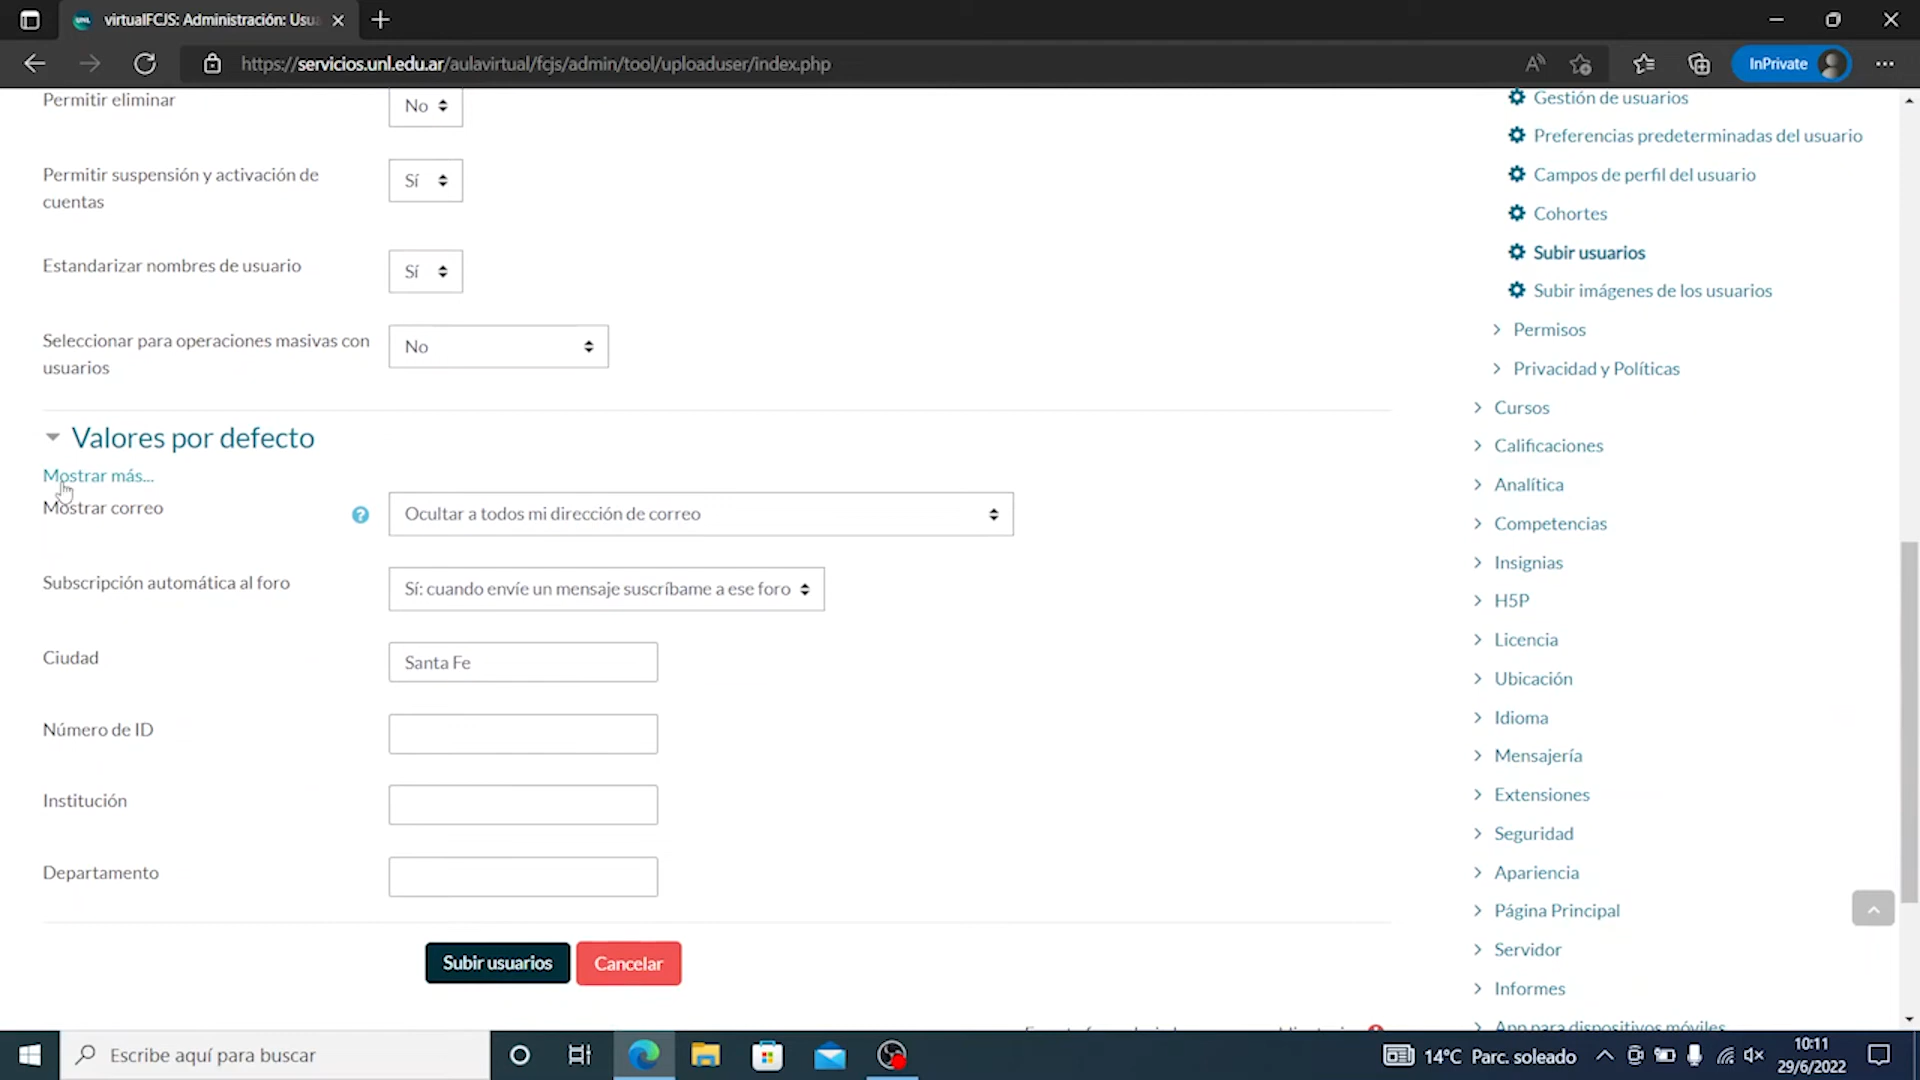 virtualFCJS: Administración: Usu
https://servicios.unl.edu.ar/aulavirtual/fcjs/admin/tool/uploaduser/index.php
InPrivate
Permitir eliminar
No
Permitir suspensión y activación de
cuentas
Sí
Estandarizar nombres de usuario
Sí
Seleccionar para operaciones masivas con
usuarios
No
Valores por defecto
Mostrar más...
Mostrar correo
Ocultar a todos mi dirección de correo
Subscripción automática al foro
Sí: cuando envíe un mensaje suscríbame a ese foro
Ciudad
Santa Fe
Número de ID
Institución
Departamento
Subir usuarios
Cancelar
Gestión de usuarios
Preferencias predeterminadas del usuario
Campos de perfil del usuario
Cohortes
Subir usuarios
Subir imágenes de los usuarios
Permisos
Privacidad y Políticas
Cursos
Calificaciones
Analítica
Competencias
Insignias
H5P
Licencia
Ubicación
Idioma
Mensajería
Extensiones
Seguridad
Apariencia
Página Principal
Servidor
Informes
App para dispositivos móviles
Escribe aquí para buscar
14°C Parc. soleado
10:11
29/6/2022